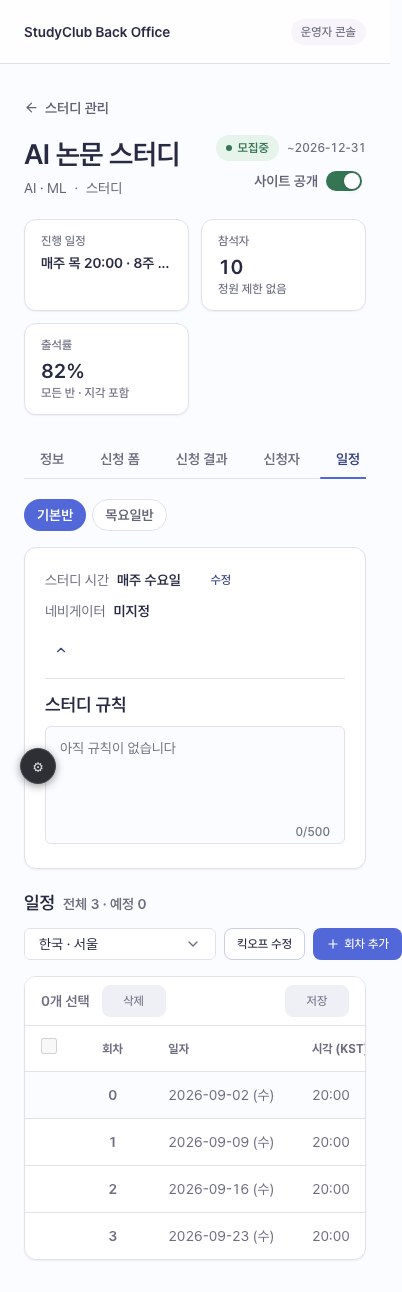 StudyClub Back Office
운영자 콘솔
← 스터디 관리
AI 논문 스터디
모집중
~2026-12-31
AI · ML · 스터디
사이트 공개
진행 일정
매주 목 20:00 · 8주 ...
참석자
10
정원 제한 없음
출석률
82%
모든 반 · 지각 포함
정보
신청 폼
신청 결과
신청자
일정
기본반
목요일반
스터디 시간 매주 수요일 수정
네비게이터 미지정
스터디 규칙
아직 규칙이 없습니다
0/500
일정 전체 3 · 예정 0
한국 · 서울
킥오프 수정
+ 회차 추가
0개 선택
삭제
저장
회차 일자 시각 (KST)
0 2026-09-02 (수) 20:00
1 2026-09-09 (수) 20:00
2 2026-09-16 (수) 20:00
3 2026-09-23 (수) 20:00